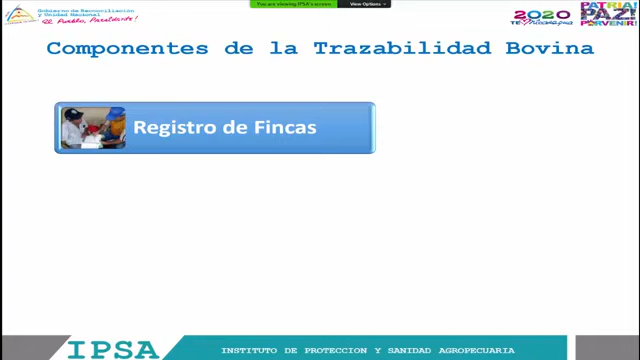 You are viewing IPSA's screen
View Options
Gobierno de Reconciliación
y Unidad Nacional
El Pueblo, Presidente!
2020
PATRIA!
PAZ!
PORVENIR!
Componentes de la Trazabilidad Bovina
Registro de Fincas
IPSA
INSTITUTO DE PROTECCION Y SANIDAD AGROPECUARIA